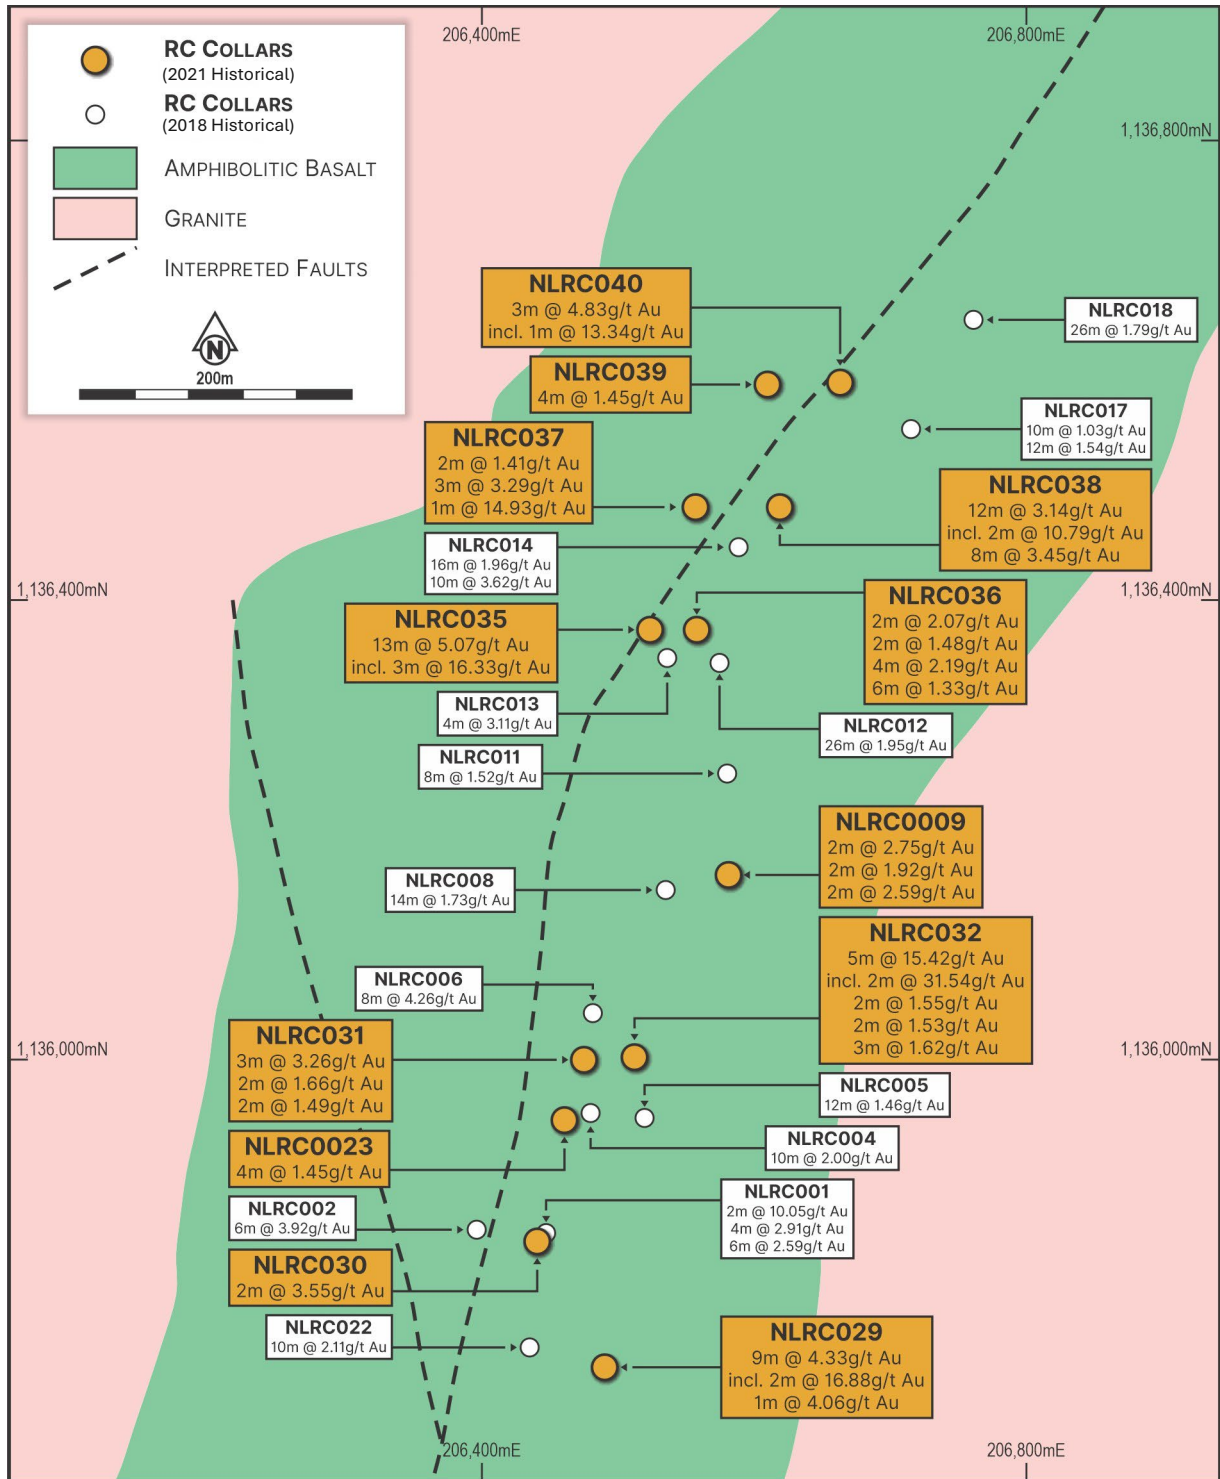 206,400mE
206,800mE
RC COLLARS
(2021 Historical)
RC COLLARS
(2018 Historical)
AMPHIBOLITIC BASALT
GRANITE
INTERPRETED FAULTS
N
200m
1,136,800mN
NLRC040
3m @ 4.83g/t Au
incl. 1m @ 13.34g/t Au
NLRC018
26m @ 1.79g/t Au
NLRC039
4m @ 1.45g/t Au
NLRC017
10m @ 1.03g/t Au
12m @ 1.54g/t Au
NLRC037
2m @ 1.41g/t Au
3m @ 3.29g/t Au
1m @ 14.93g/t Au
NLRC038
12m @ 3.14g/t Au
incl. 2m @ 10.79g/t Au
8m @ 3.45g/t Au
NLRC014
16m @ 1.96g/t Au
10m @ 3.62g/t Au
1,136,400mN
1,136,400mN
NLRC035
13m @ 5.07g/t Au
incl. 3m @ 16.33g/t Au
NLRC036
2m @ 2.07g/t Au
2m @ 1.48g/t Au
4m @ 2.19g/t Au
6m @ 1.33g/t Au
NLRC013
4m @ 3.11g/t Au
NLRC012
26m @ 1.95g/t Au
NLRC011
8m @ 1.52g/t Au
NLRC0009
2m @ 2.75g/t Au
2m @ 1.92g/t Au
2m @ 2.59g/t Au
NLRC008
14m @ 1.73g/t Au
NLRC032
5m @ 15.42g/t Au
incl. 2m @ 31.54g/t Au
2m @ 1.55g/t Au
2m @ 1.53g/t Au
3m @ 1.62g/t Au
NLRC006
8m @ 4.26g/t Au
1,136,000mN
1,136,000mN
NLRC031
3m @ 3.26g/t Au
2m @ 1.66g/t Au
2m @ 1.49g/t Au
NLRC005
12m @ 1.46g/t Au
NLRC004
10m @ 2.00g/t Au
NLRC0023
4m @ 1.45g/t Au
NLRC001
2m @ 10.05g/t Au
4m @ 2.91g/t Au
6m @ 2.59g/t Au
NLRC002
6m @ 3.92g/t Au
NLRC030
2m @ 3.55g/t Au
NLRC022
10m @ 2.11g/t Au
NLRC029
9m @ 4.33g/t Au
incl. 2m @ 16.88g/t Au
1m @ 4.06g/t Au
206,400mE
206,800mE